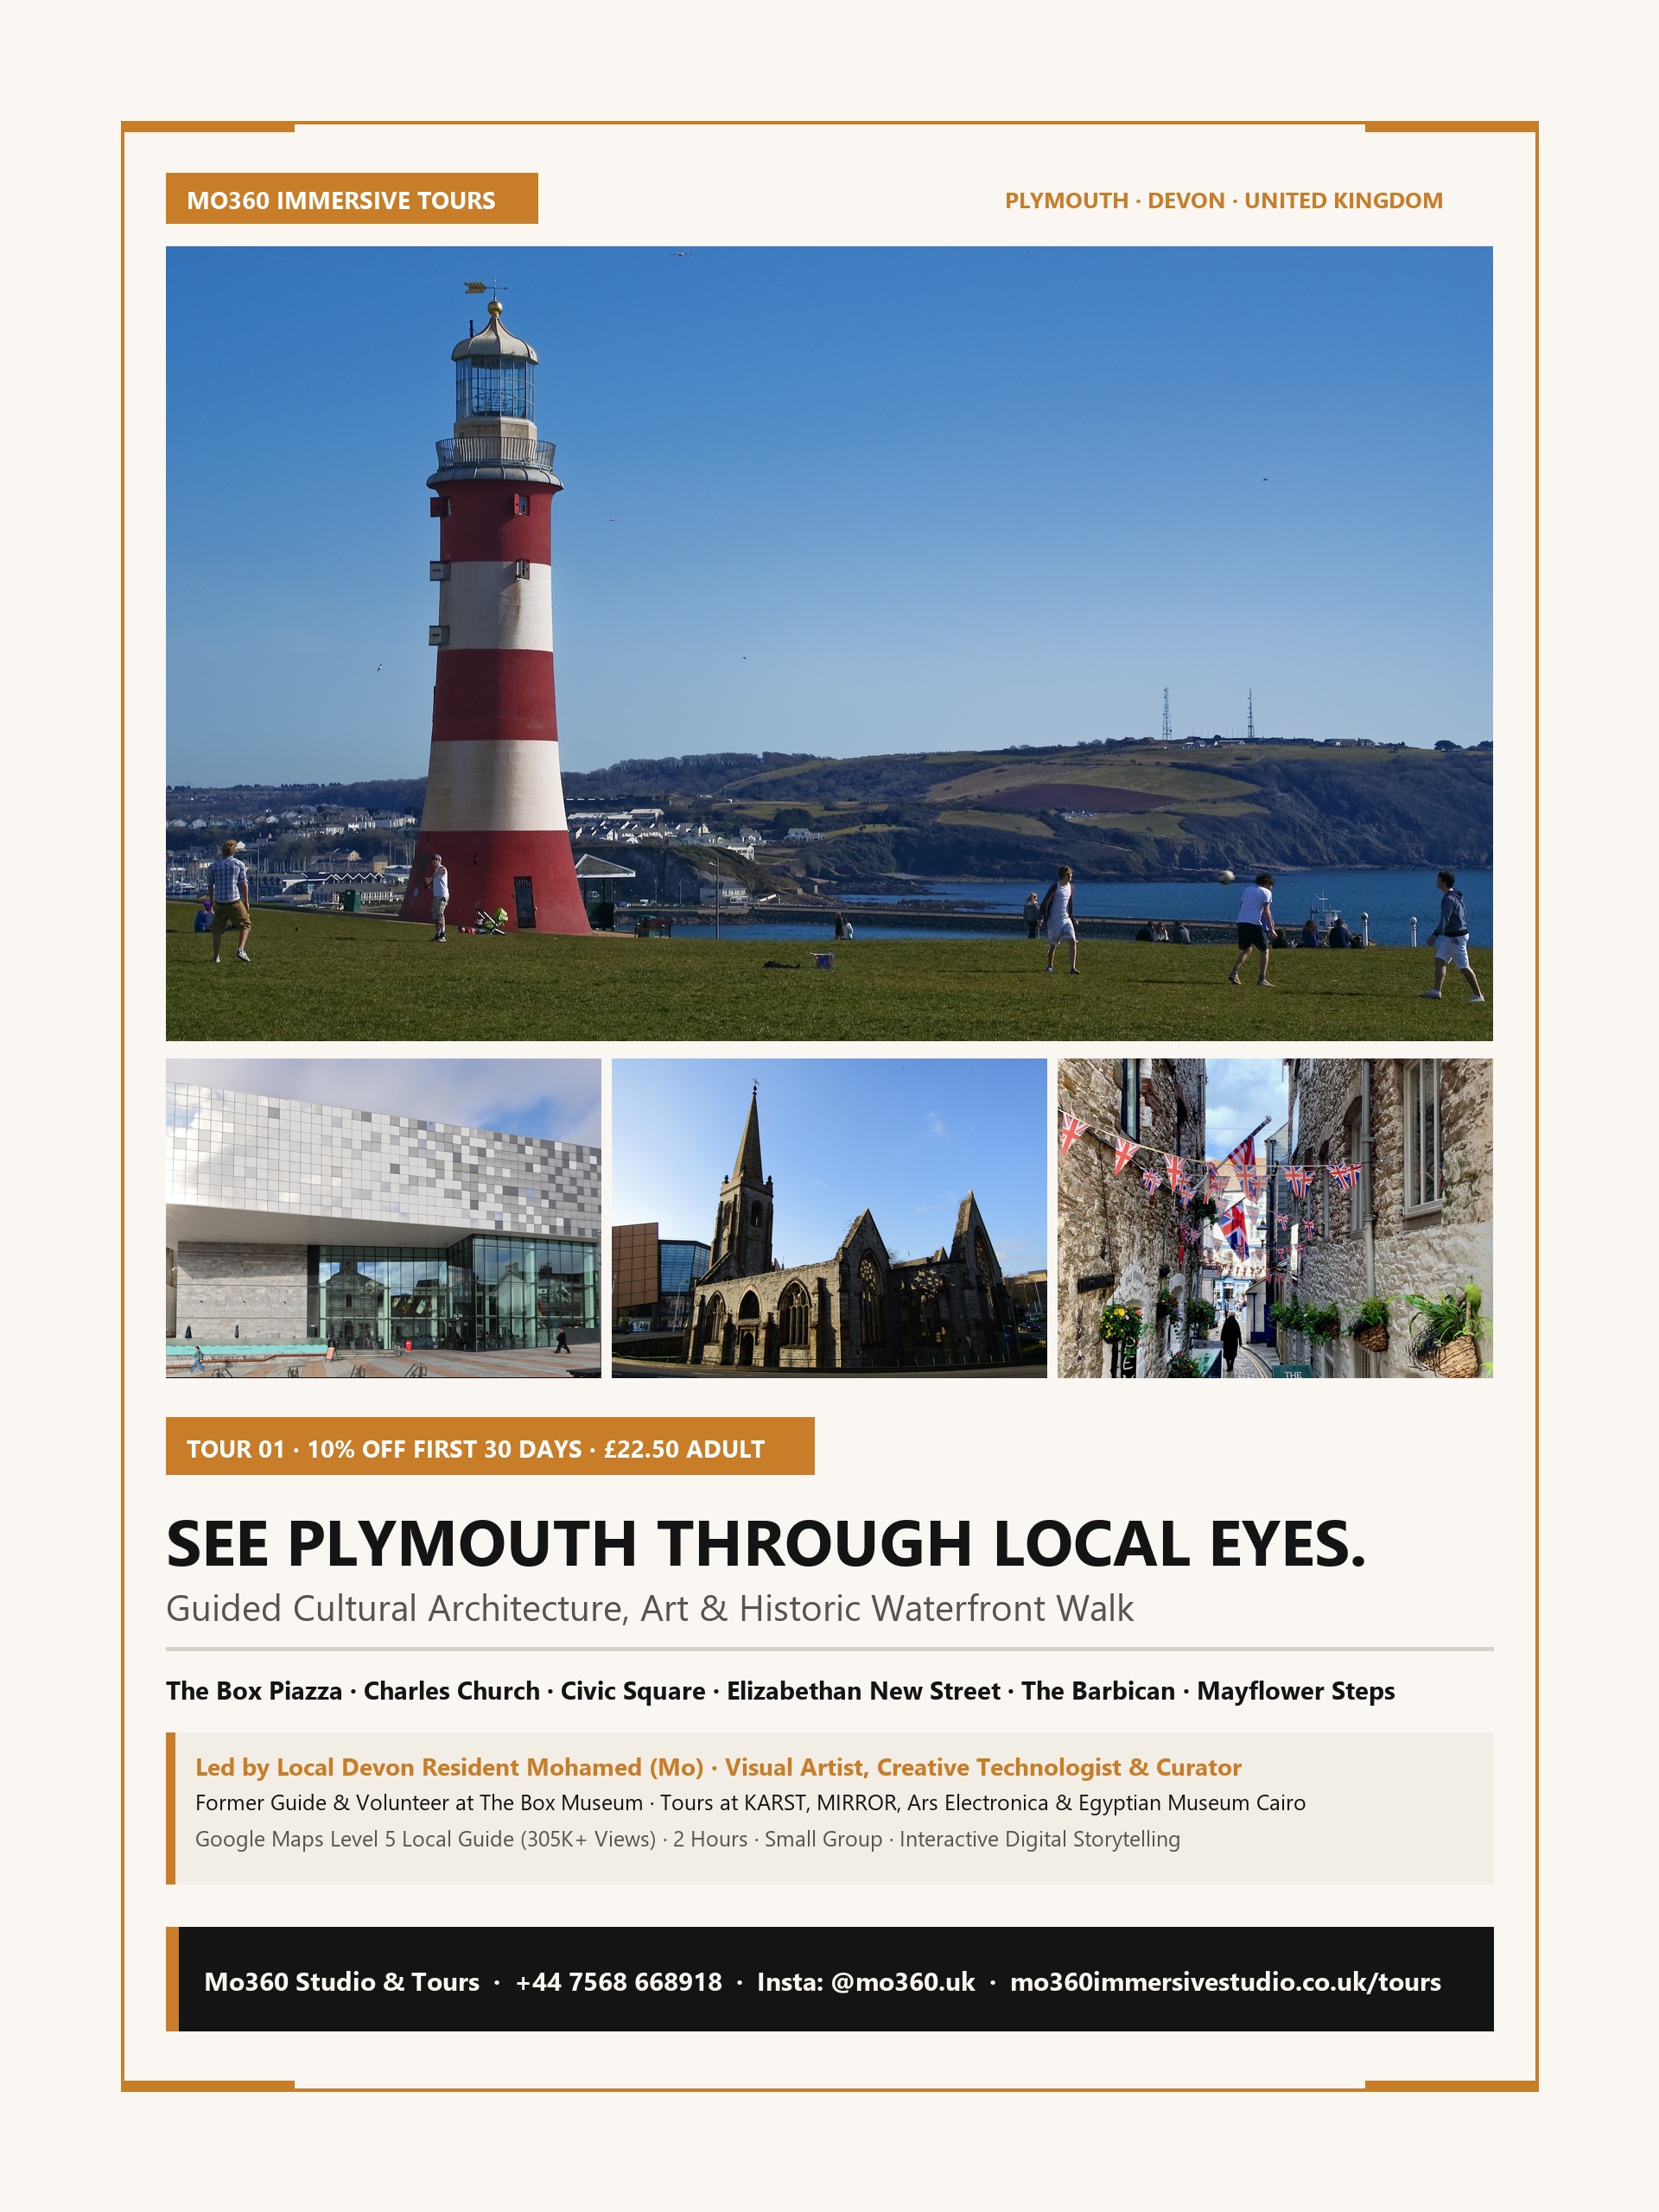 MO360 IMMERSIVE TOURS
PLYMOUTH · DEVON · UNITED KINGDOM
THE
TOUR 01 · 10% OFF FIRST 30 DAYS · £22.50 ADULT
SEE PLYMOUTH THROUGH LOCAL EYES.
Guided Cultural Architecture, Art & Historic Waterfront Walk
The Box Piazza · Charles Church · Civic Square · Elizabethan New Street · The Barbican · Mayflower Steps
Led by Local Devon Resident Mohamed (Mo) · Visual Artist, Creative Technologist & Curator
Former Guide & Volunteer at The Box Museum · Tours at KARST, MIRROR, Ars Electronica & Egyptian Museum Cairo
Google Maps Level 5 Local Guide (305K+ Views) · 2 Hours · Small Group · Interactive Digital Storytelling
Mo360 Studio & Tours · +44 7568 668918 · Insta: @mo360.uk · mo360immersivestudio.co.uk/tours